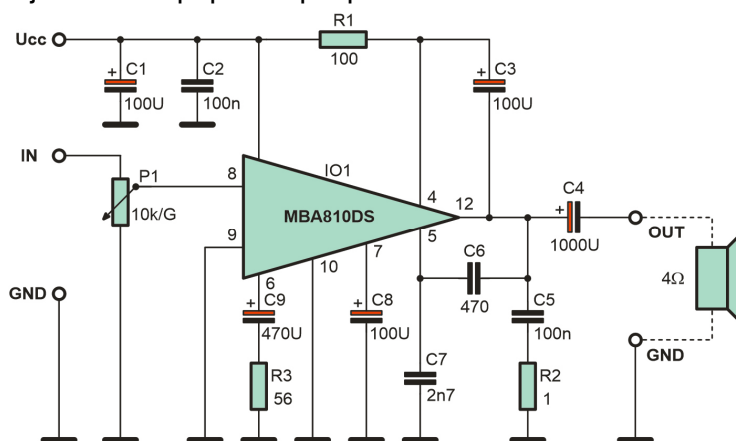 R1
Ucc
100
+ C1
100U
C2
100n
+ C3
100U
IN
P1
10k/G
8
IO1
MBA810DS
4
12
C4
+
1000U
OUT
9
5
7
10
6
C6
470
4Ω
GND
+ C9
470U
+ C8
100U
C5
100n
GND
C7
2n7
R3
56
R2
1